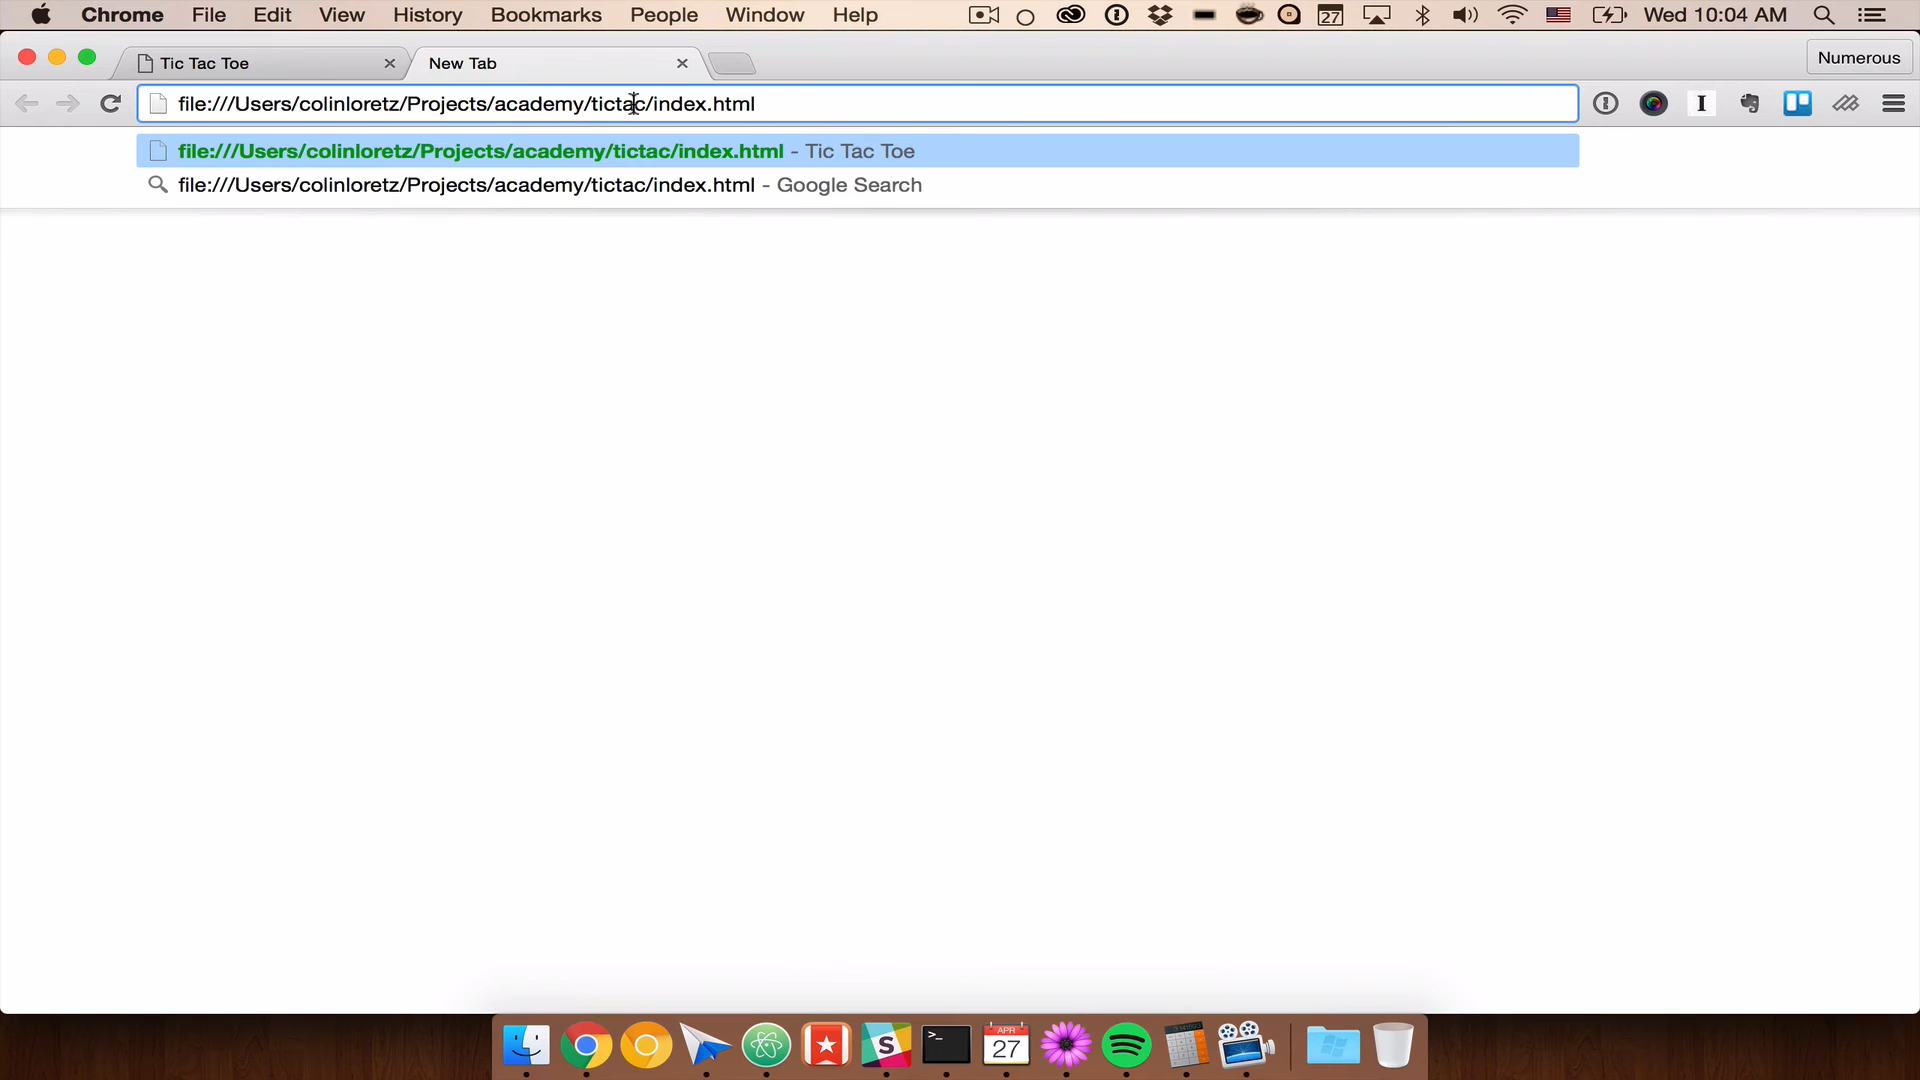 Chrome File Edit View History Bookmarks People Window Help 27 Wed 10:04 AM
Tic Tac Toe New Tab Numerous
file:///Users/colinloretz/Projects/academy/tictac/index.html
file:///Users/colinloretz/Projects/academy/tictac/index.html - Tic Tac Toe
file:///Users/colinloretz/Projects/academy/tictac/index.html - Google Search
APR
27